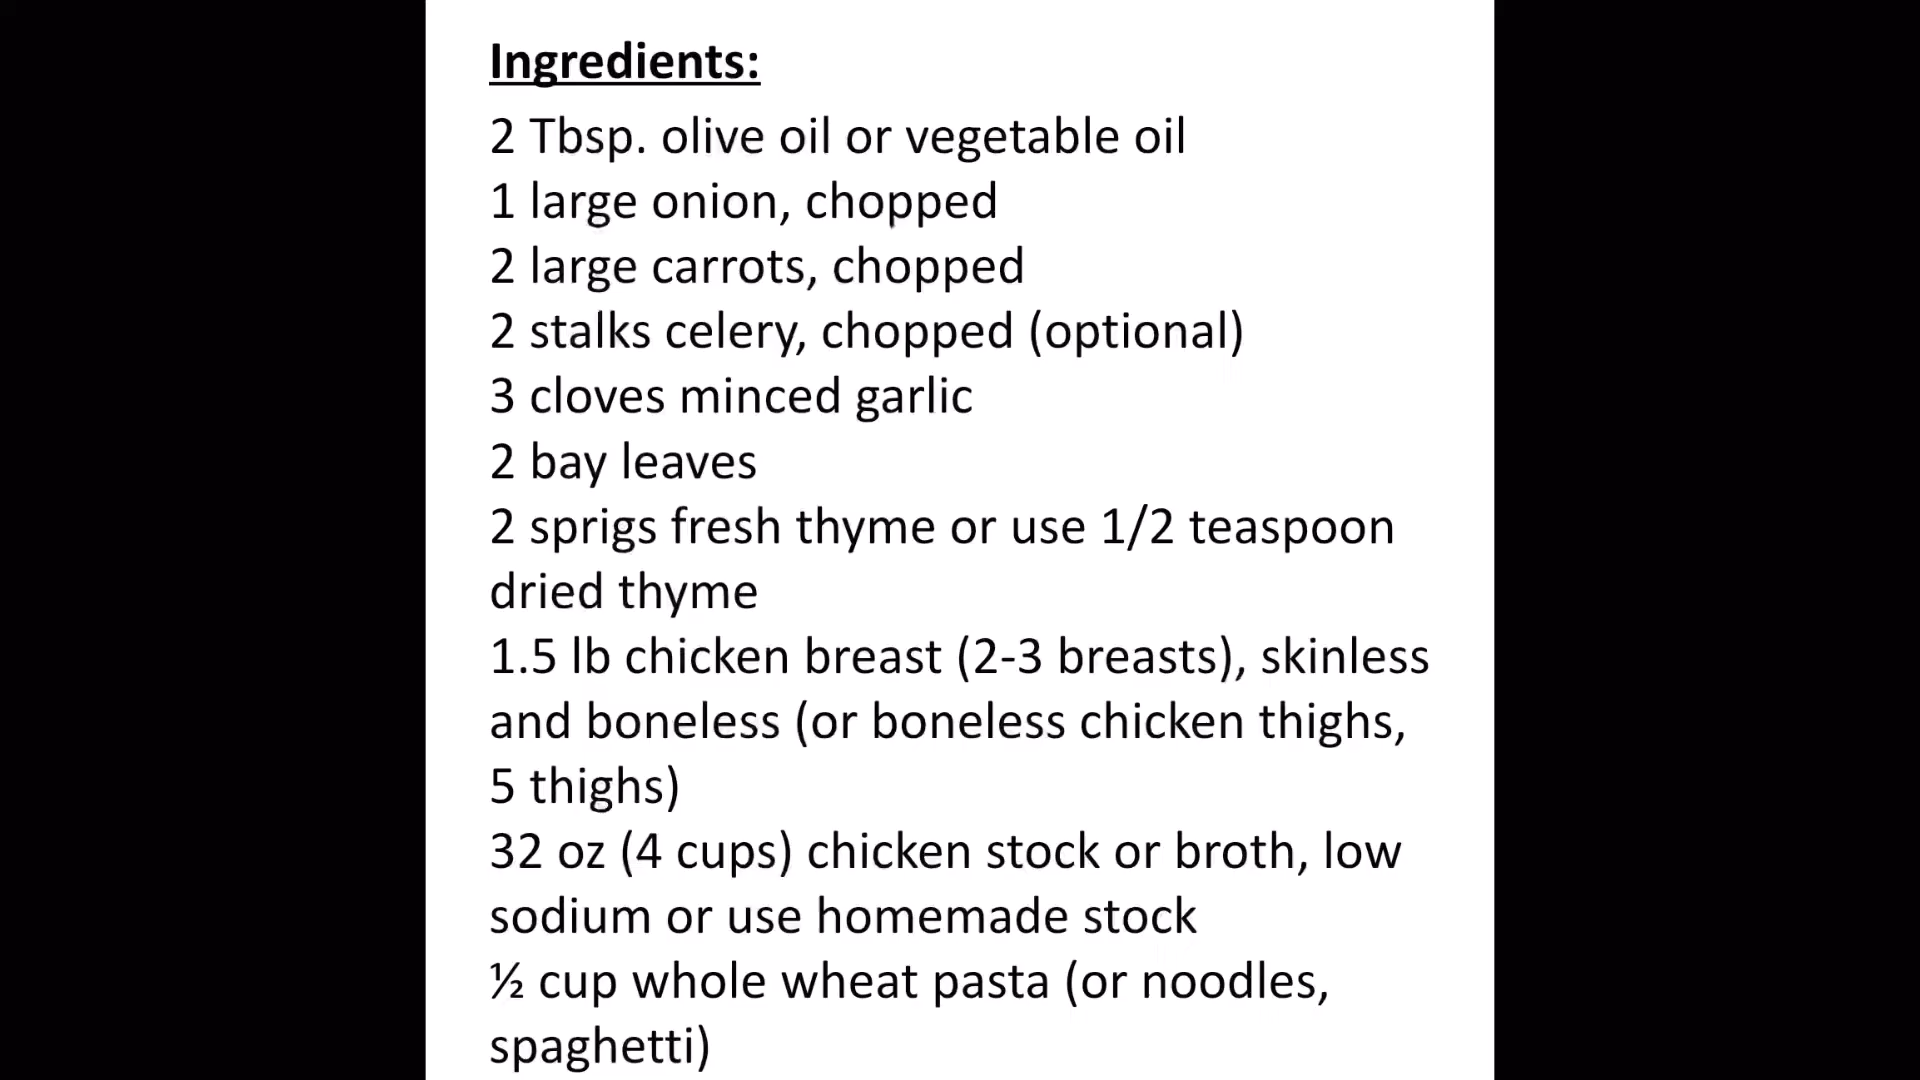 Ingredients:
2 Tbsp. olive oil or vegetable oil
1 large onion, chopped
2 large carrots, chopped
2 stalks celery, chopped (optional)
3 cloves minced garlic
2 bay leaves
2 sprigs fresh thyme or use 1/2 teaspoon
dried thyme
1.5 lb chicken breast (2-3 breasts), skinless
and boneless (or boneless chicken thighs,
5 thighs)
32 oz (4 cups) chicken stock or broth, low
sodium or use homemade stock
½ cup whole wheat pasta (or noodles,
spaghetti)